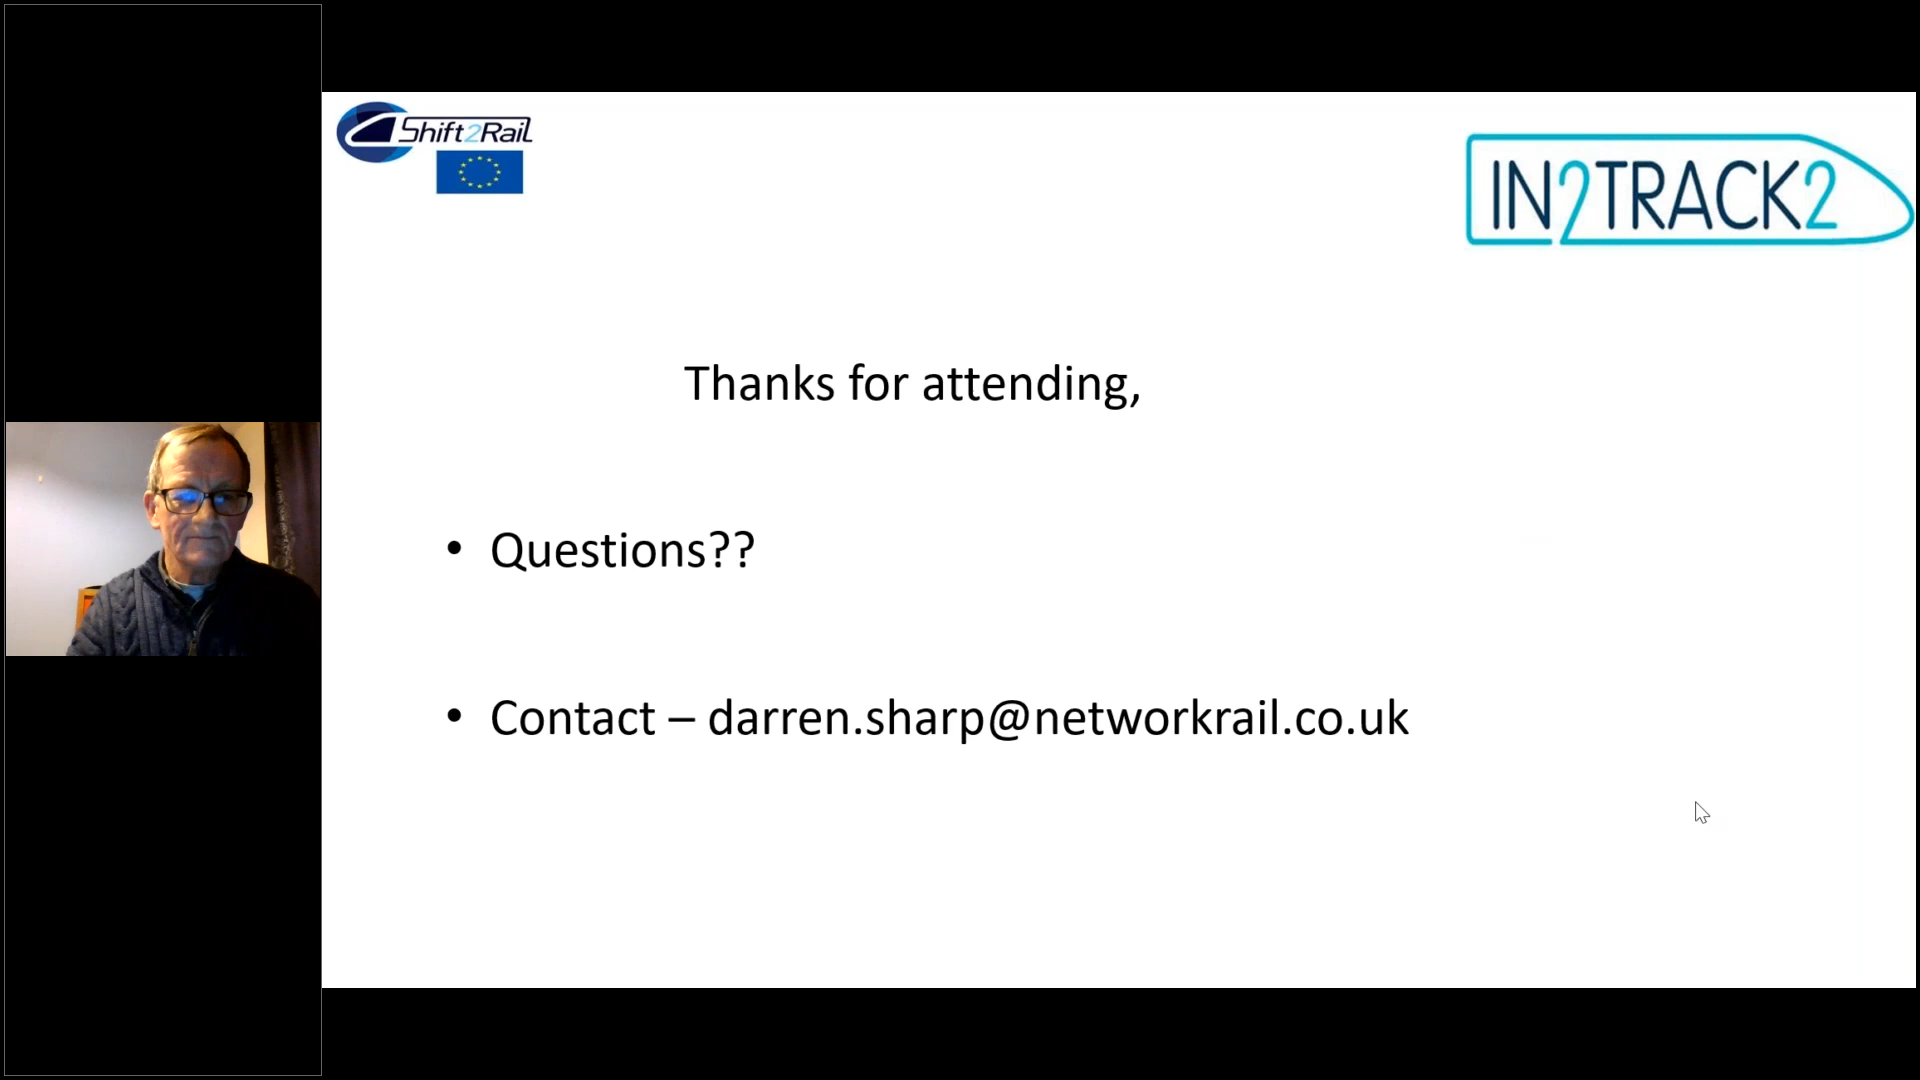 Shift2Rail
IN2TRACK2
Thanks for attending,
• Questions??
• Contact – darren.sharp@networkrail.co.uk